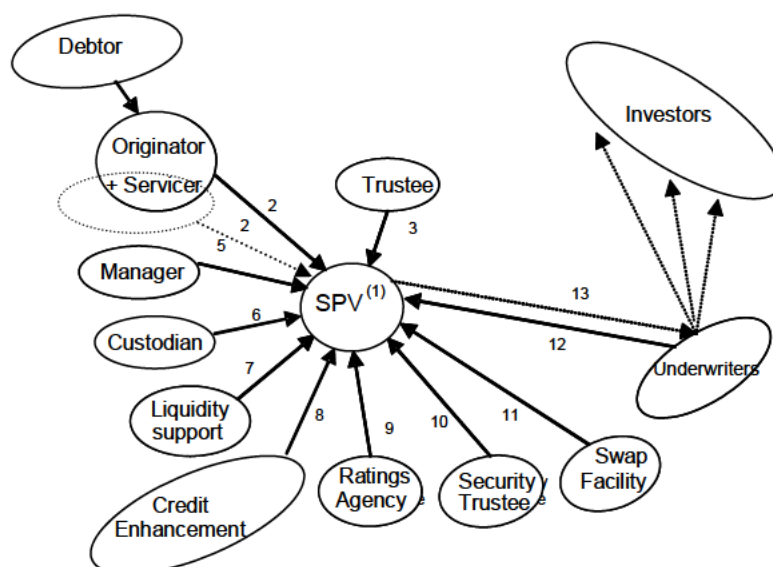 Debtor
Investors
Originator
+ Servicer
2
Trustee
2
3
5
Manager
SPV (1)
13
6
Custodian
12
Underwriters
7
Liquidity
support
8
9
10
11
Swap
Facility
Ratings
Agency
Security
Trustee
Credit
Enhancement